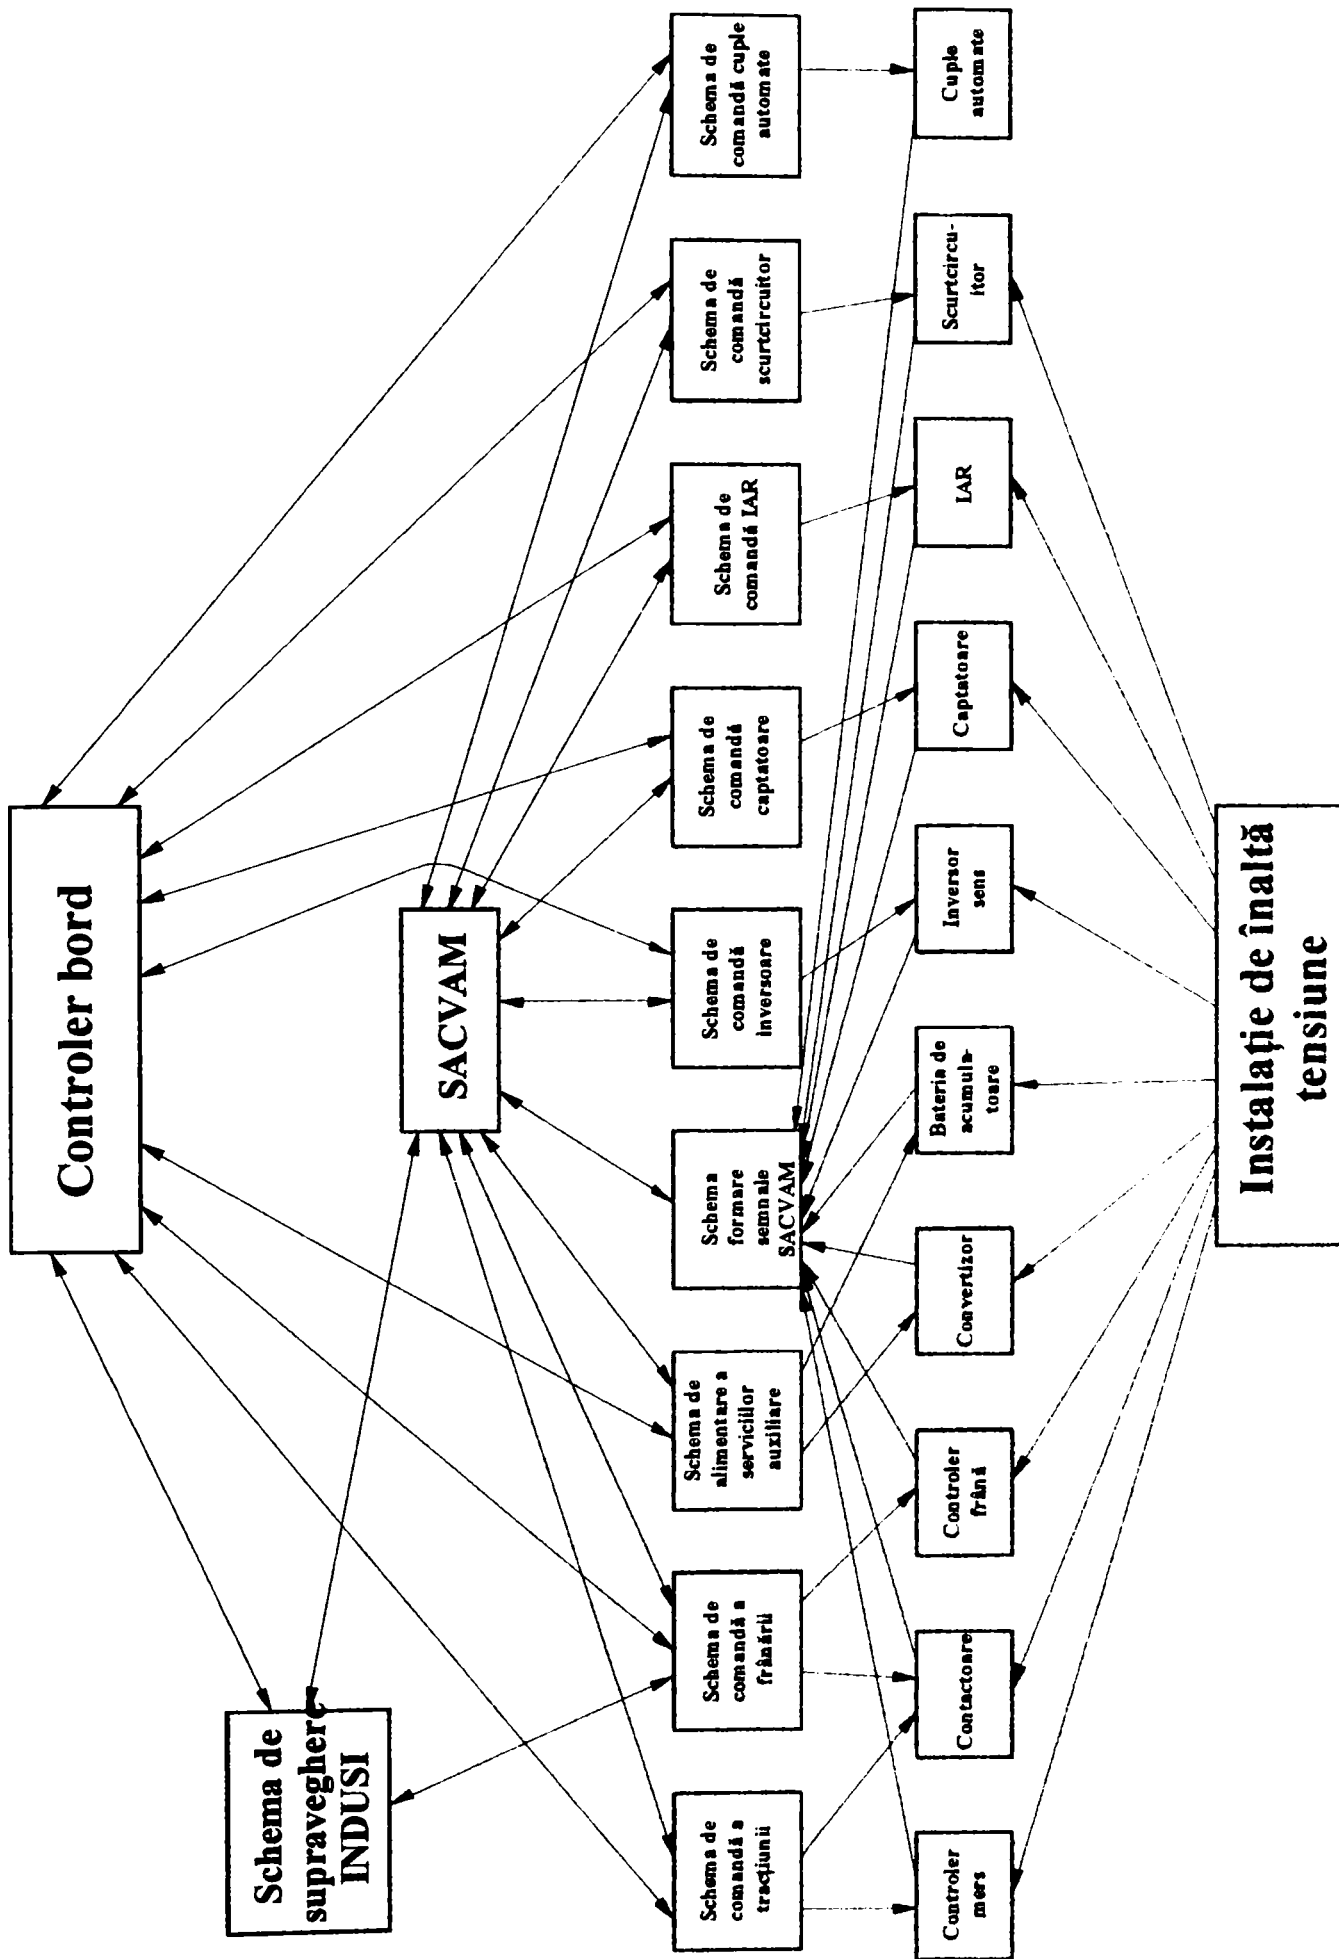 Controler bord
Schema de
supraveghere
INDUSI
SACVAM
Schema de
comandă a
tracţiunii
Schema de
comandă a
frânării
Schema de
alimentare a
serviciilor
auxiliare
Schema
formare
semnale
SACVAM
Schema de
comandă
inversoare
Schema de
comandă
captatoare
Schema de
comandă IAR
Schema de
comandă
scurtcircuitor
Schema de
comandă cuple
automate
Controler
mers
Contactoare
Controler
frână
Convertizor
Bateria de
acumula-
toare
Inversor
sens
Captatoare
IAR
Scurtcircu-
itor
Cuple
automate
Instalaţie de înaltă
tensiune